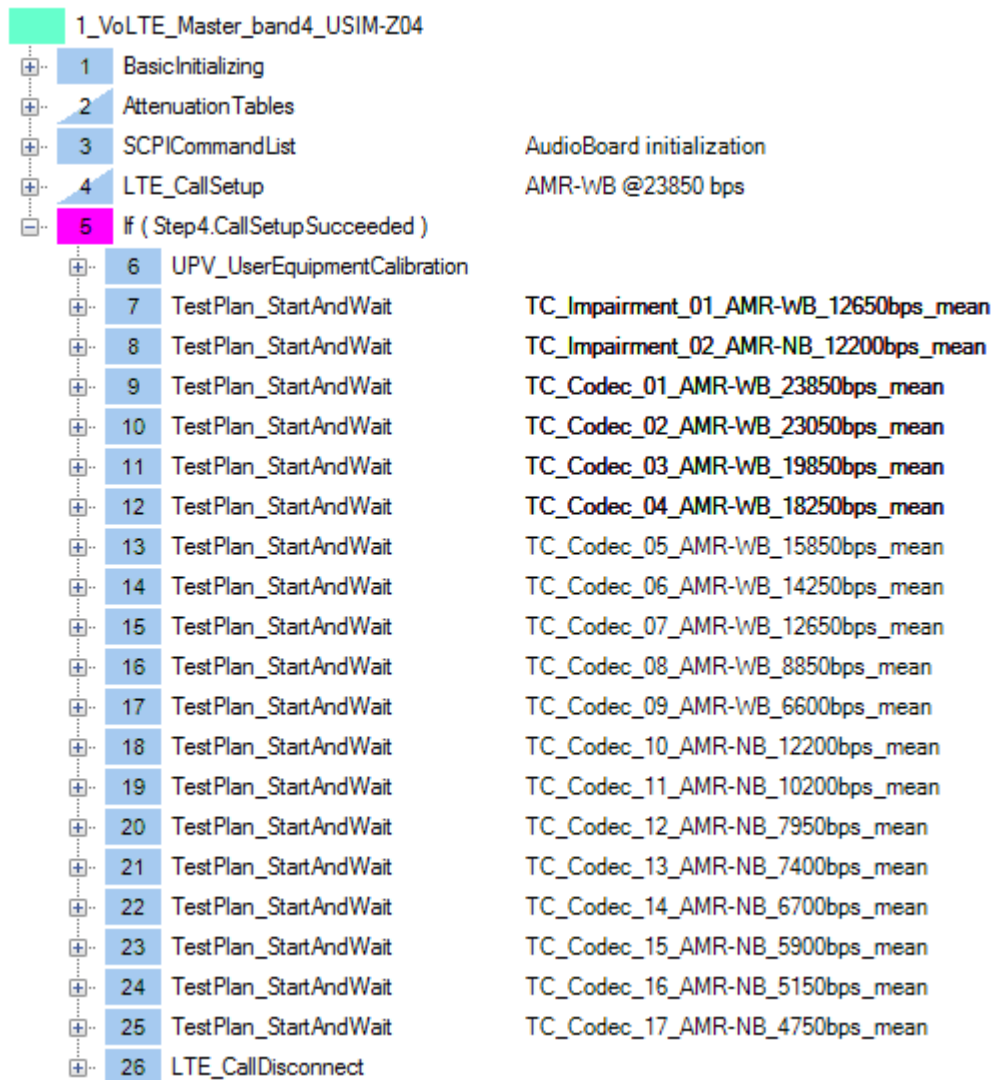 1_VoLTE_Master_band4_USIM-Z04
1 BasicInitializing
2 AttenuationTables
3 SCPICommandList AudioBoard initialization
4 LTE_CallSetup AMR-WB @23850 bps
5 If ( Step4.CallSetupSucceeded )
6 UPV_UserEquipmentCalibration
7 TestPlan_StartAndWait TC_Impairment_01_AMR-WB_12650bps_mean
8 TestPlan_StartAndWait TC_Impairment_02_AMR-NB_12200bps_mean
9 TestPlan_StartAndWait TC_Codec_01_AMR-WB_23850bps_mean
10 TestPlan_StartAndWait TC_Codec_02_AMR-WB_23050bps_mean
11 TestPlan_StartAndWait TC_Codec_03_AMR-WB_19850bps_mean
12 TestPlan_StartAndWait TC_Codec_04_AMR-WB_18250bps_mean
13 TestPlan_StartAndWait TC_Codec_05_AMR-WB_15850bps_mean
14 TestPlan_StartAndWait TC_Codec_06_AMR-WB_14250bps_mean
15 TestPlan_StartAndWait TC_Codec_07_AMR-WB_12650bps_mean
16 TestPlan_StartAndWait TC_Codec_08_AMR-WB_8850bps_mean
17 TestPlan_StartAndWait TC_Codec_09_AMR-WB_6600bps_mean
18 TestPlan_StartAndWait TC_Codec_10_AMR-NB_12200bps_mean
19 TestPlan_StartAndWait TC_Codec_11_AMR-NB_10200bps_mean
20 TestPlan_StartAndWait TC_Codec_12_AMR-NB_7950bps_mean
21 TestPlan_StartAndWait TC_Codec_13_AMR-NB_7400bps_mean
22 TestPlan_StartAndWait TC_Codec_14_AMR-NB_6700bps_mean
23 TestPlan_StartAndWait TC_Codec_15_AMR-NB_5900bps_mean
24 TestPlan_StartAndWait TC_Codec_16_AMR-NB_5150bps_mean
25 TestPlan_StartAndWait TC_Codec_17_AMR-NB_4750bps_mean
26 LTE_CallDisconnect